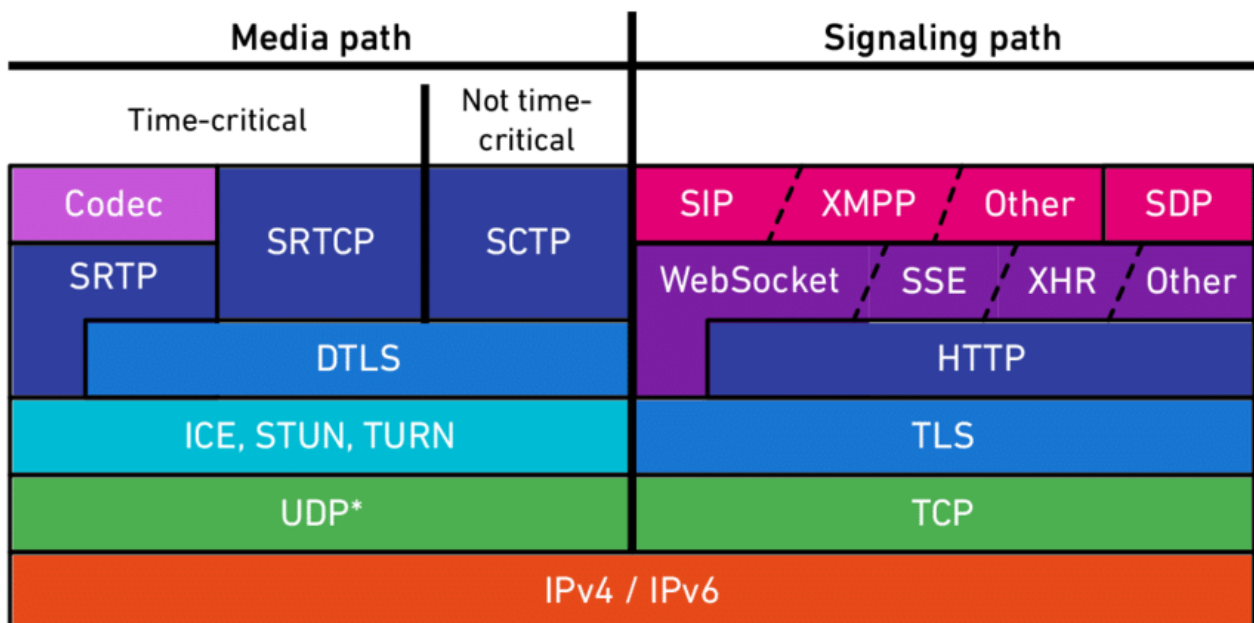 Media path
Signaling path
Time-critical
Not time-
critical
Codec
SRTCP
SCTP
SIP
XMPP
Other
SDP
SRTP
WebSocket
SSE
XHR
Other
DTLS
HTTP
ICE, STUN, TURN
TLS
UDP*
TCP
IPv4 / IPv6